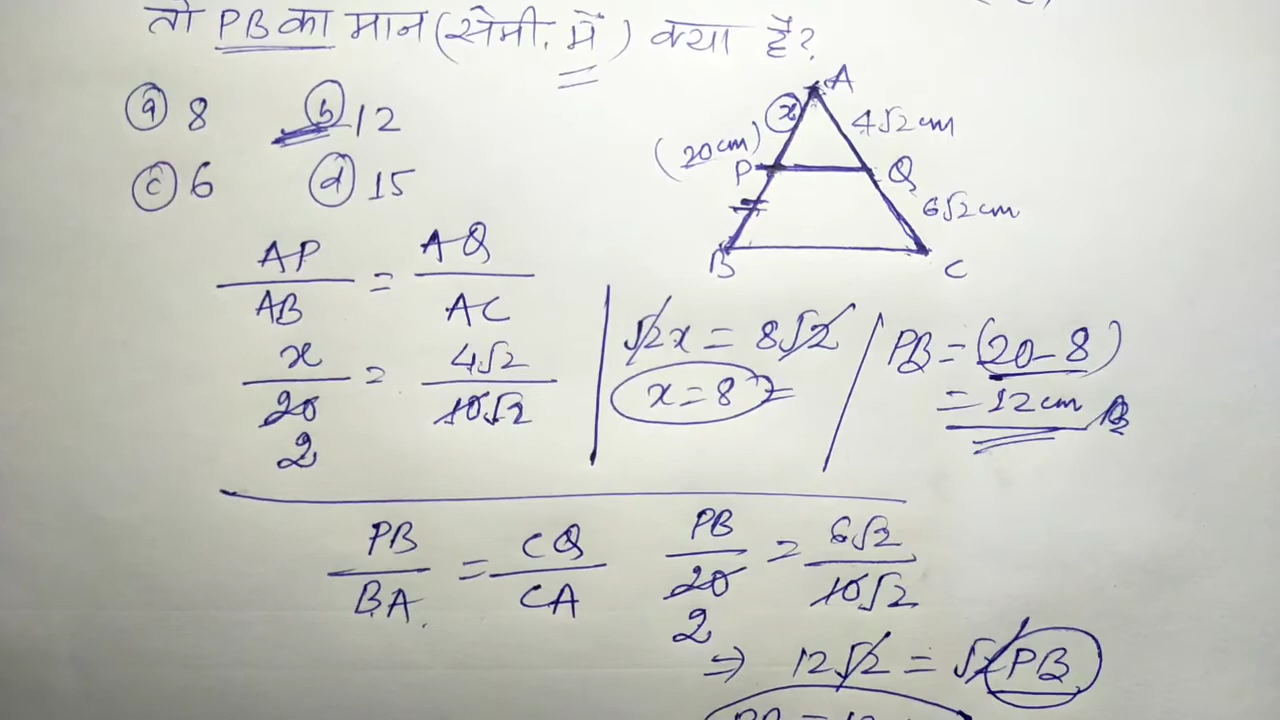 तो PB का मान (सेमी. में) क्या है?
(a) 8 (b) 12
(c) 6 (d) 15
A
x
4√2 cm
(20 cm)
P
Q
6√2 cm
B
C
AP/AB = AQ/AC
x/20 = 4√2/10√2
2
√2x = 8√2
x = 8
PB = (20-8)
= 12 cm
PB/BA = CQ/CA
PB/20 = 6√2/10√2
2
⇒ 12√2 = √2 PB